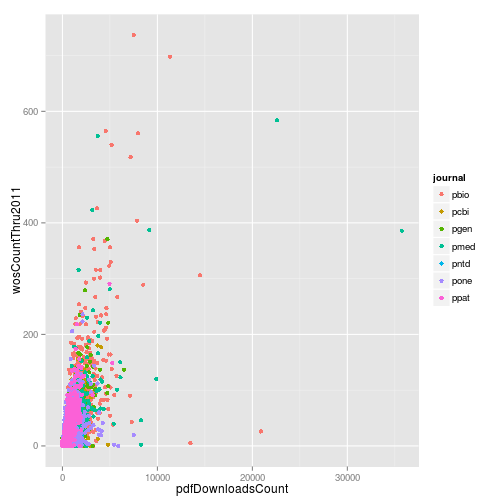 600
400
200
0
wosCountThru2011
0 10000 20000 30000
pdfDownloadsCount
journal
pbio
pcbi
pgen
pmed
pntd
pone
ppat